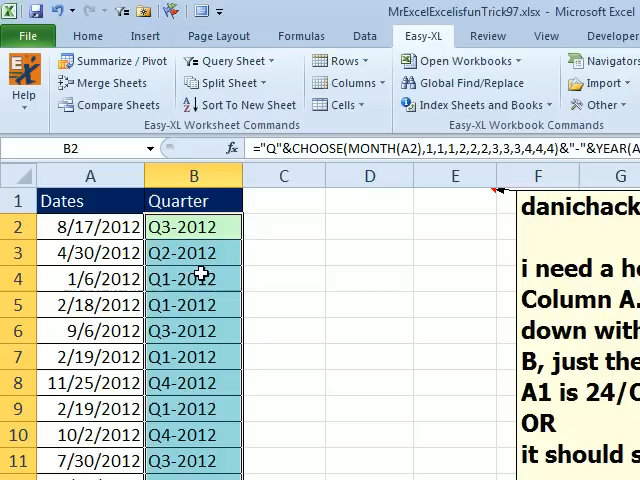 MrExcelExcelisfunTrick97.xlsx - Microsoft Excel
File Home Insert Page Layout Formulas Data Easy-XL Review View Developer
Help
Summarize / Pivot
Merge Sheets
Compare Sheets
Query Sheet
Split Sheet
Sort To New Sheet
Rows
Columns
Cells
Easy-XL Worksheet Commands
Open Workbooks
Global Find/Replace
Index Sheets and Books
Navigator
Import
Other
Easy-XL Workbook Commands
B2 fx ="Q"&CHOOSE(MONTH(A2),1,1,1,2,2,2,3,3,3,4,4,4)&"-"&YEAR(A
A B C D E F G
1 Dates Quarter
2 8/17/2012 Q3-2012
3 4/30/2012 Q2-2012
4 1/6/2012 Q1-2012
5 2/18/2012 Q1-2012
6 9/6/2012 Q3-2012
7 2/19/2012 Q1-2012
8 11/25/2012 Q4-2012
9 2/19/2012 Q1-2012
10 10/2/2012 Q4-2012
11 7/30/2012 Q3-2012
danichack
i need a he
Column A.
down with
B, just the
A1 is 24/
OR
it should s